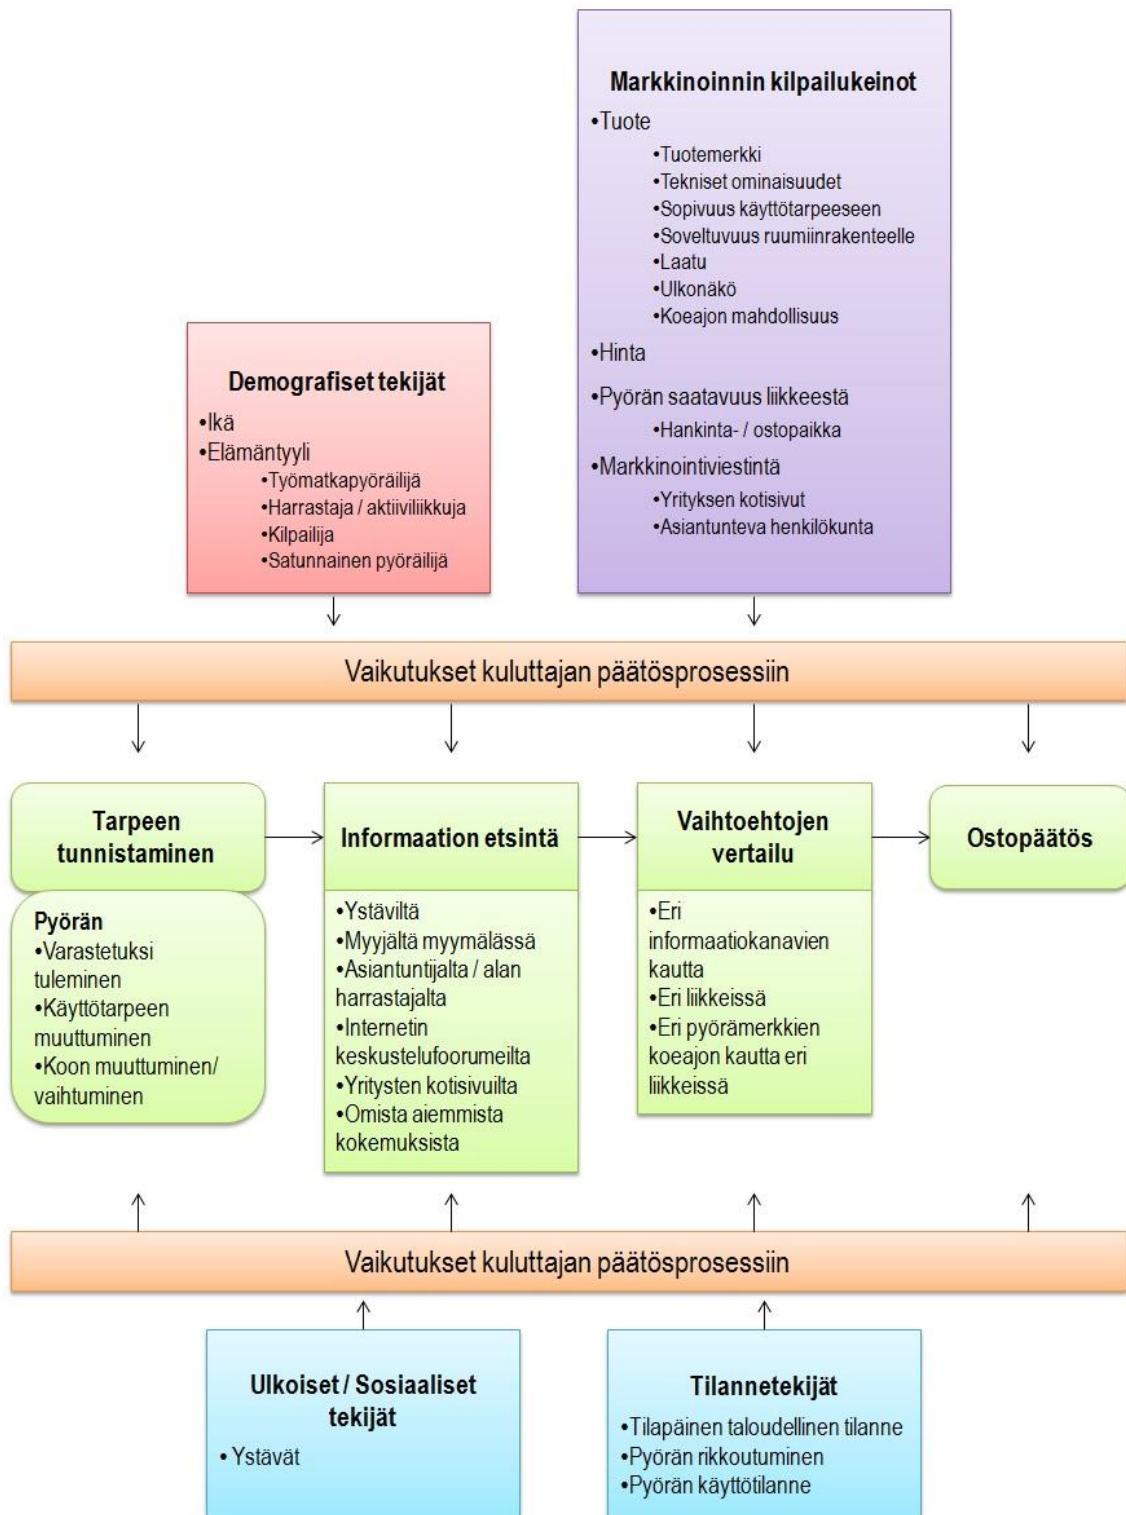 Markkinoinnin kilpailukeinot
•Tuote
•Tuotemerkki
•Tekniset ominaisuudet
•Sopivuus käyttötarpeeseen
•Soveltuvuus ruumiinrakenteelle
•Laatu
•Ulkonäkö
•Koeajon mahdollisuus
•Hinta
•Pyörän saatavuus liikkeestä
•Hankinta- / ostopaikka
•Markkinointiviestintä
•Yrityksen kotisivut
•Asiantunteva henkilökunta
Demografiset tekijät
•Ikä
•Elämäntyyli
•Työmatkapyöräilijä
•Harrastaja / aktiiviliikkuja
•Kilpailija
•Satunnainen pyöräilijä
Vaikutukset kuluttajan päätösprosessiin
Tarpeen
tunnistaminen
Pyörän
•Varastetuksi
tuleminen
•Käyttötarpeen
muuttuminen
•Koon muuttuminen/
vaihtuminen
Informaation etsintä
•Ystäviltä
•Myyjältä myymälässä
•Asiantuntijalta / alan
harrastajalta
•Internetin
keskustelufoorumeilta
•Yritysten kotisivuilta
•Omista aiemmista
kokemuksista
Vaihtoehtojen
vertailu
•Eri
informaatiokanavien
kautta
•Eri liikkeissä
•Eri pyörämerkkien
koeajon kautta eri
liikkeissä
Ostopäätös
Vaikutukset kuluttajan päätösprosessiin
Ulkoiset / Sosiaaliset
tekijät
• Ystävät
Tilannetekijät
•Tilapäinen taloudellinen tilanne
•Pyörän rikkoutuminen
•Pyörän käyttötilanne